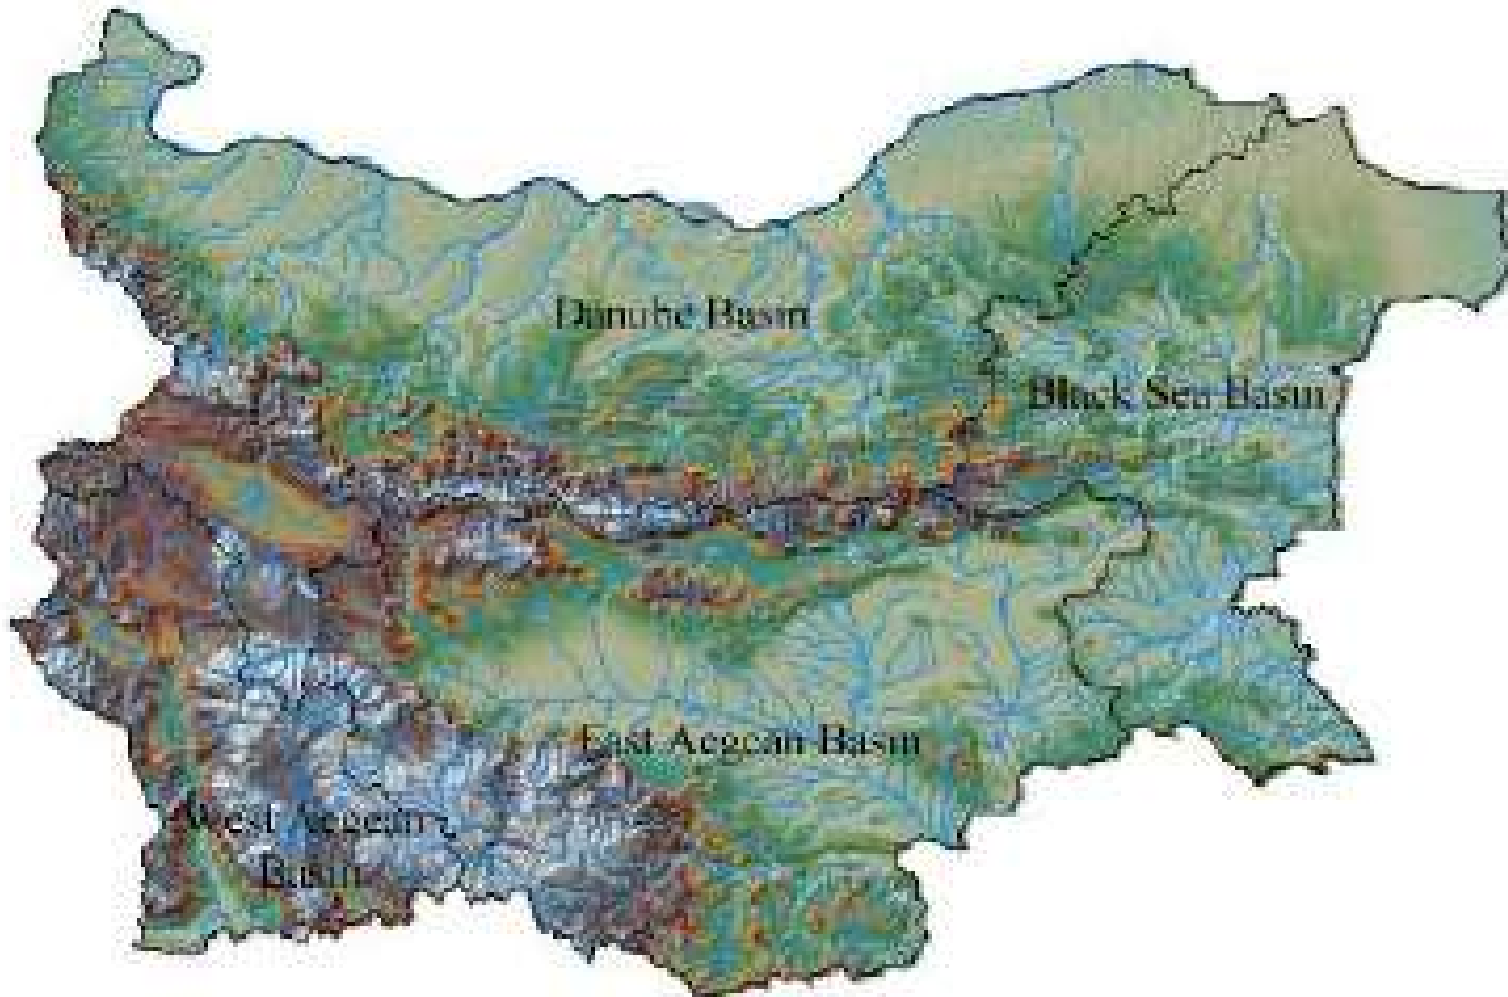 Danube Basin
Black Sea Basin
East Aegean Basin
West Aegean
Basin